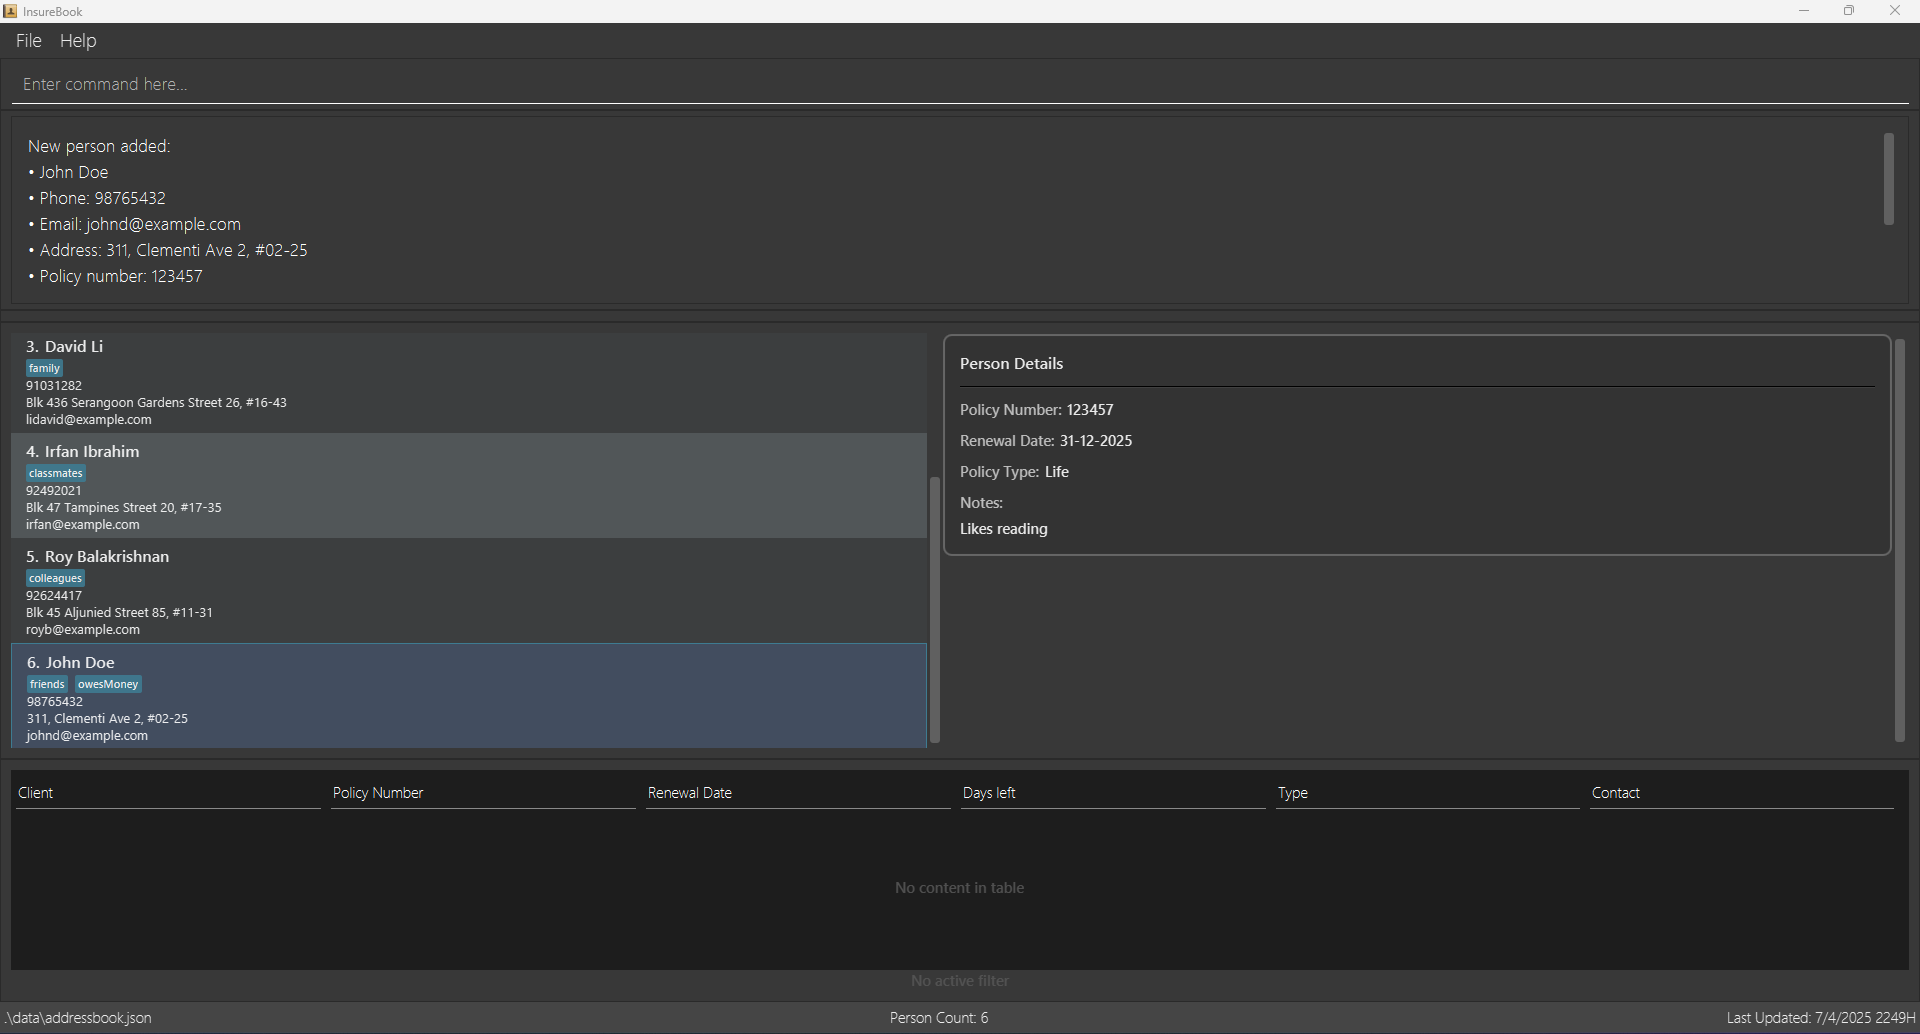 InsureBook
File Help
Enter command here...
New person added:
• John Doe
• Phone: 98765432
• Email: johnd@example.com
• Address: 311, Clementi Ave 2, #02-25
• Policy number: 123457
3. David Li
family
91031282
Blk 436 Serangoon Gardens Street 26, #16-43
lidavid@example.com
4. Irfan Ibrahim
classmates
92492021
Blk 47 Tampines Street 20, #17-35
irfan@example.com
5. Roy Balakrishnan
colleagues
92624417
Blk 45 Aljunied Street 85, #11-31
royb@example.com
6. John Doe
friends owesMoney
98765432
311, Clementi Ave 2, #02-25
johnd@example.com
Person Details
Policy Number: 123457
Renewal Date: 31-12-2025
Policy Type: Life
Notes:
Likes reading
Client Policy Number Renewal Date Days left Type Contact
No content in table
No active filter
.\data\addressbook.json Person Count: 6 Last Updated: 7/4/2025 2249H